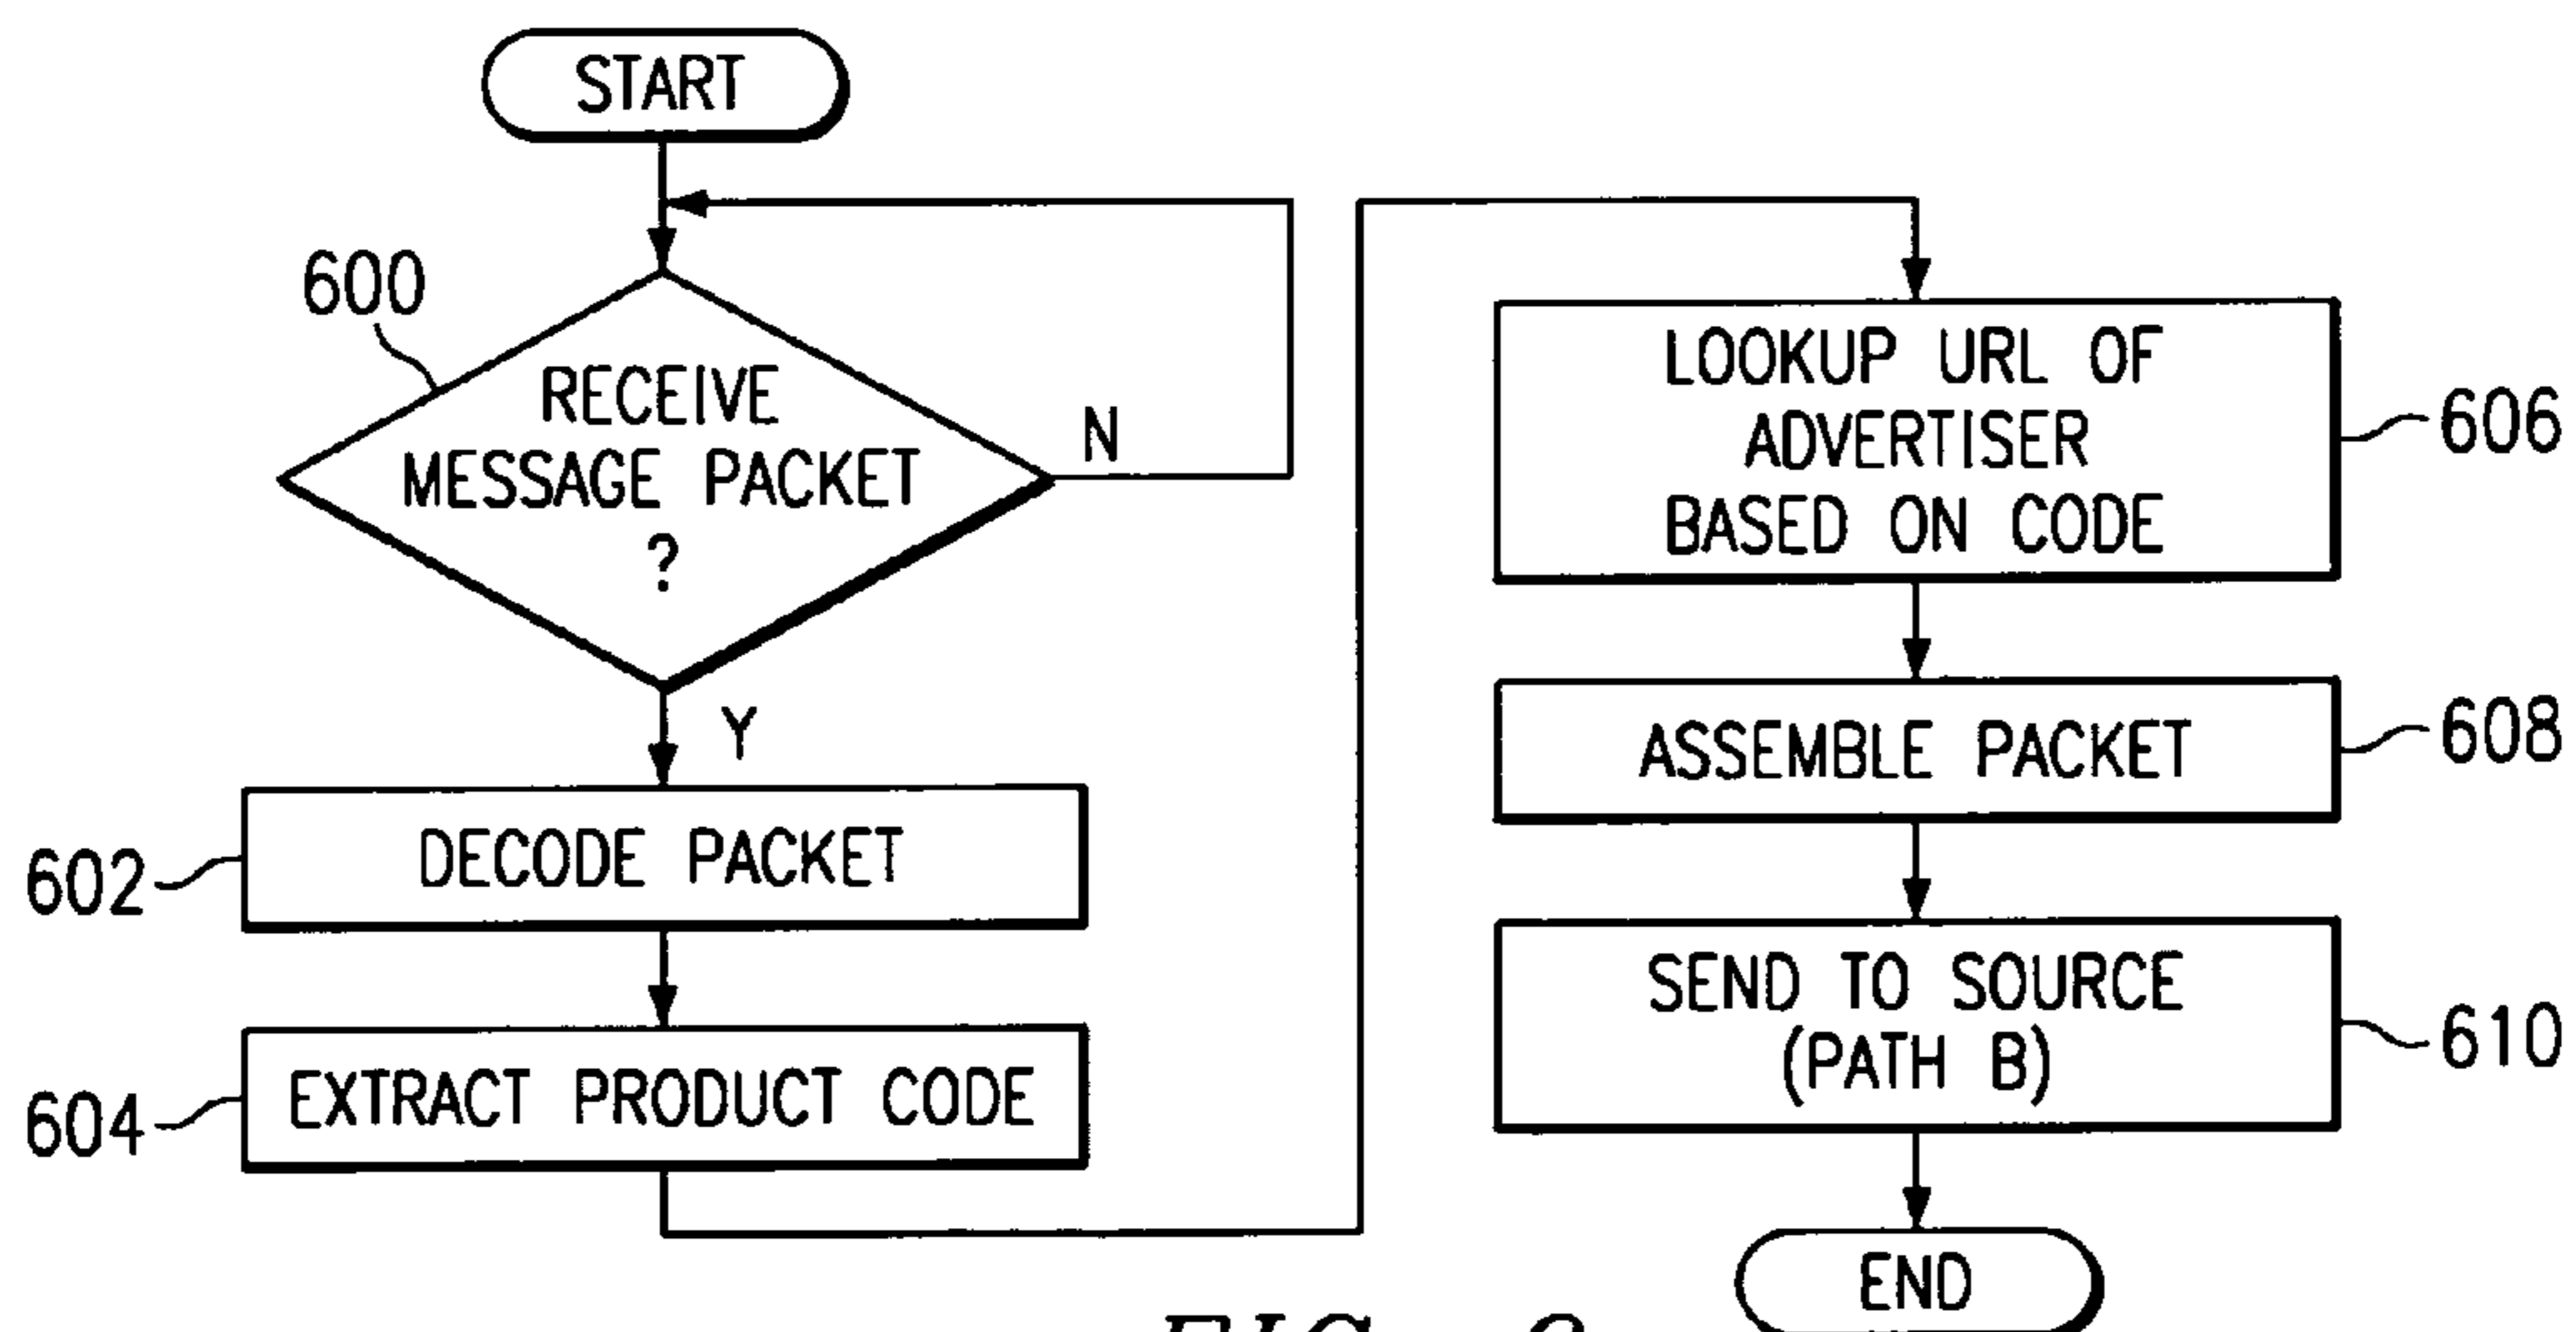 START
600
RECEIVE
MESSAGE PACKET
?
N
Y
602
DECODE PACKET
604
EXTRACT PRODUCT CODE
LOOKUP URL OF
ADVERTISER
BASED ON CODE
606
ASSEMBLE PACKET
608
SEND TO SOURCE
(PATH B)
610
END